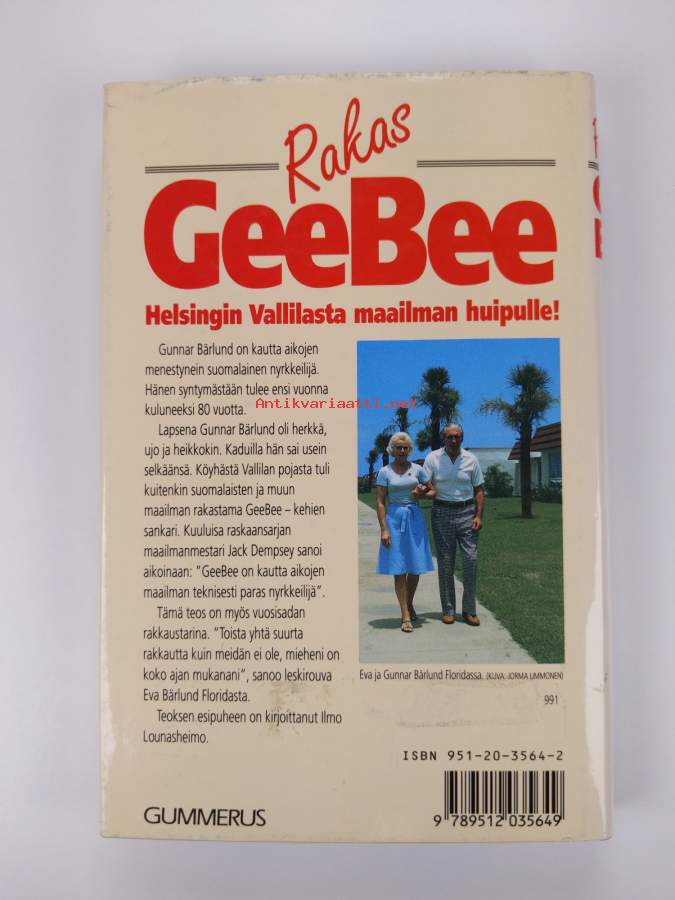 Rakas
GeeBee
Helsingin Vallilasta maailman huipulle!
Gunnar Bärlund on kautta aikojen
menestynein suomalainen nyrkkeilijä.
Hänen syntymästään tulee ensi vuonna
kuluneeksi 80 vuotta.
Lapsena Gunnar Bärlund oli herkkä,
ujo ja heikkokin. Kaduilla hän sai usein
selkäänsä. Köyhästä Vallilan pojasta tuli
kuitenkin suomalaisten ja muun
maailman rakastama GeeBee – kehien
sankari. Kuuluisa raskaansarjan
maailmanmestari Jack Dempsey sanoi
aikoinaan: "GeeBee on kautta aikojen
maailman teknisesti paras nyrkkeilijä".
Tämä teos on myös vuosisadan
rakkaustarina. "Toista yhtä suurta
rakkautta kuin meidän ei ole, mieheni on
koko ajan mukanani", sanoo leskirouva
Eva Bärlund Floridasta.
Teoksen esipuheen on kirjoittanut Ilmo
Lounasheimo.
Antikvariaatti.net
Eva ja Gunnar Bärlund Floridassa. (KUVA: JORMA LIMMONEN)
991
ISBN 951-20-3564-2
9 789512 035649
GUMMERUS